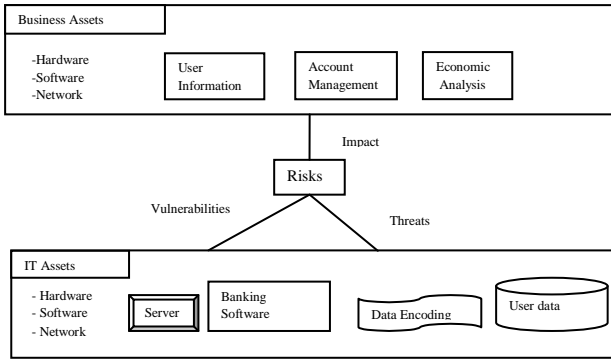 Business Assets
-Hardware
-Software
-Network
User
Information
Account
Management
Economic
Analysis
Impact
Risks
Vulnerabilities
Threats
IT Assets
- Hardware
- Software
- Network
Server
Banking
Software
Data Encoding
User data